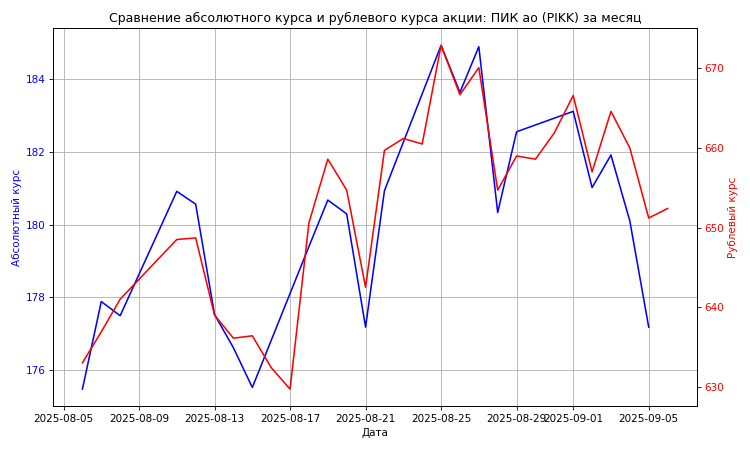 Сравнение абсолютного курса и рублевого курса акции: ПИК ао (PIKK) за месяц
184
182
180
178
176
Абсолютный курс
670
660
650
640
630
Рублевый курс
2025-08-05 2025-08-09 2025-08-13 2025-08-17 2025-08-21 2025-08-25 2025-08-29 2025-09-01 2025-09-05
Дата